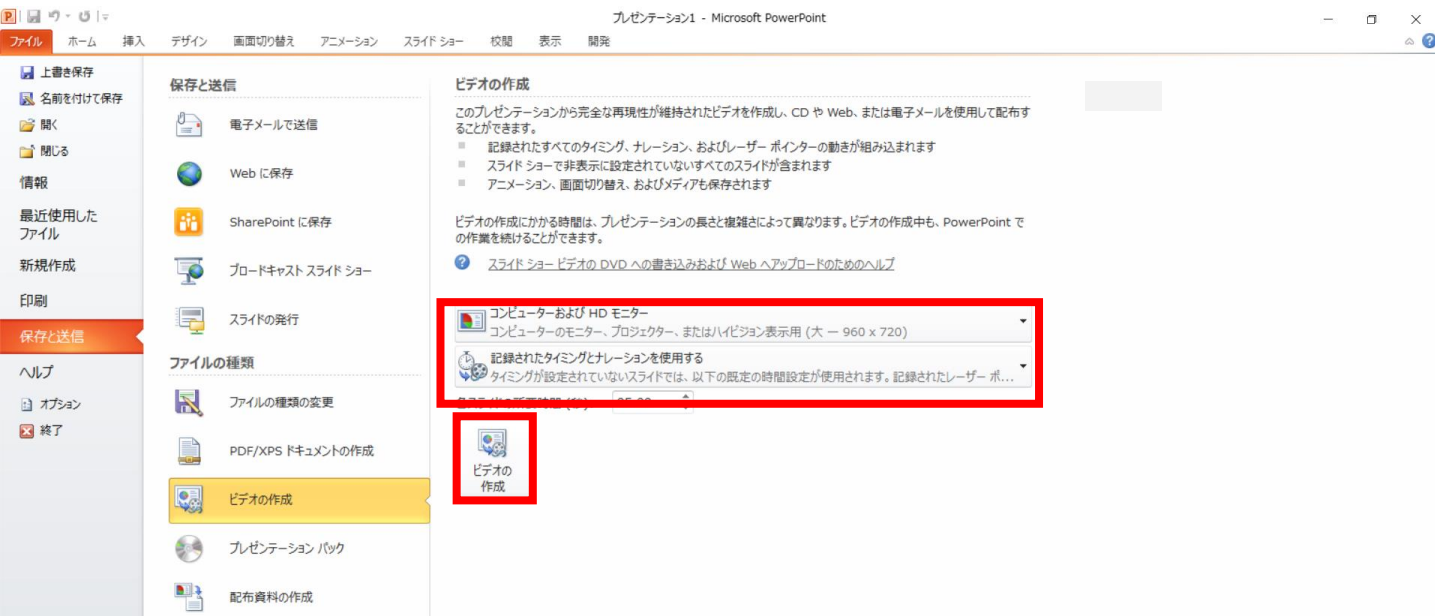 プレゼンテーション1 - Microsoft PowerPoint
ファイル ホーム 挿入 デザイン 画面切り替え アニメーション スライド ショー 校閲 表示 開発
上書き保存
名前を付けて保存
開く
閉じる
情報
最近使用した
ファイル
新規作成
印刷
保存と送信
ヘルプ
オプション
終了
保存と送信
電子メールで送信
Web に保存
SharePoint に保存
ブロードキャスト スライド ショー
スライドの発行
ファイルの種類
ファイルの種類の変更
PDF/XPS ドキュメントの作成
ビデオの作成
プレゼンテーション パック
配布資料の作成
ビデオの作成
このプレゼンテーションから完全な再現性が維持されたビデオを作成し、CD や Web、または電子メールを使用して配布す
ることができます。
記録されたすべてのタイミング、ナレーション、およびレーザー ポインターの動きが組み込まれます
スライド ショーで非表示に設定されていないすべてのスライドが含まれます
アニメーション、画面切り替え、およびメディアも保存されます
ビデオの作成にかかる時間は、プレゼンテーションの長さと複雑さによって異なります。ビデオの作成中も、PowerPoint で
の作業を続けることができます。
スライド ショー ビデオの DVD への書き込みおよび Web へアップロードのためのヘルプ
コンピューターおよび HD モニター
コンピューターのモニター、プロジェクター、またはハイビジョン表示用 (大 ー 960 x 720)
記録されたタイミングとナレーションを使用する
タイミングが設定されていないスライドでは、以下の既定の時間設定が使用されます。記録されたレーザー ポ...
ビデオの
作成